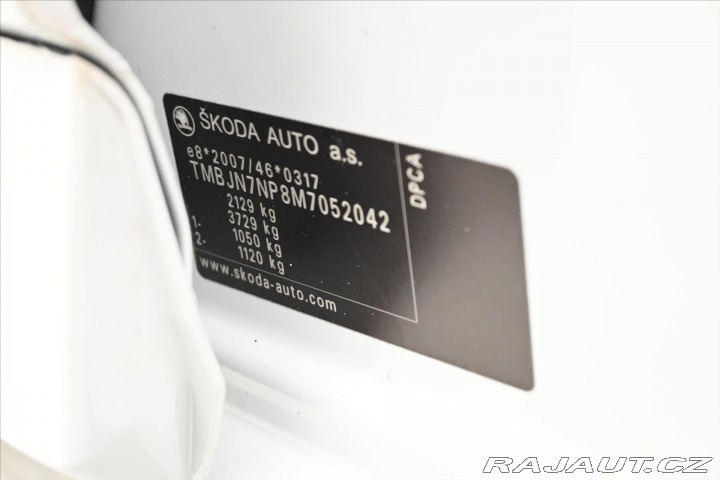 ŠKODA AUTO a.s.
e8*2007/46*0317
TMBJN7NP8M7052042
2129 kg
1- 3729 kg
2- 1050 kg
1120 kg
www.skoda-auto.com
DPCA
RAJAUT.CZ